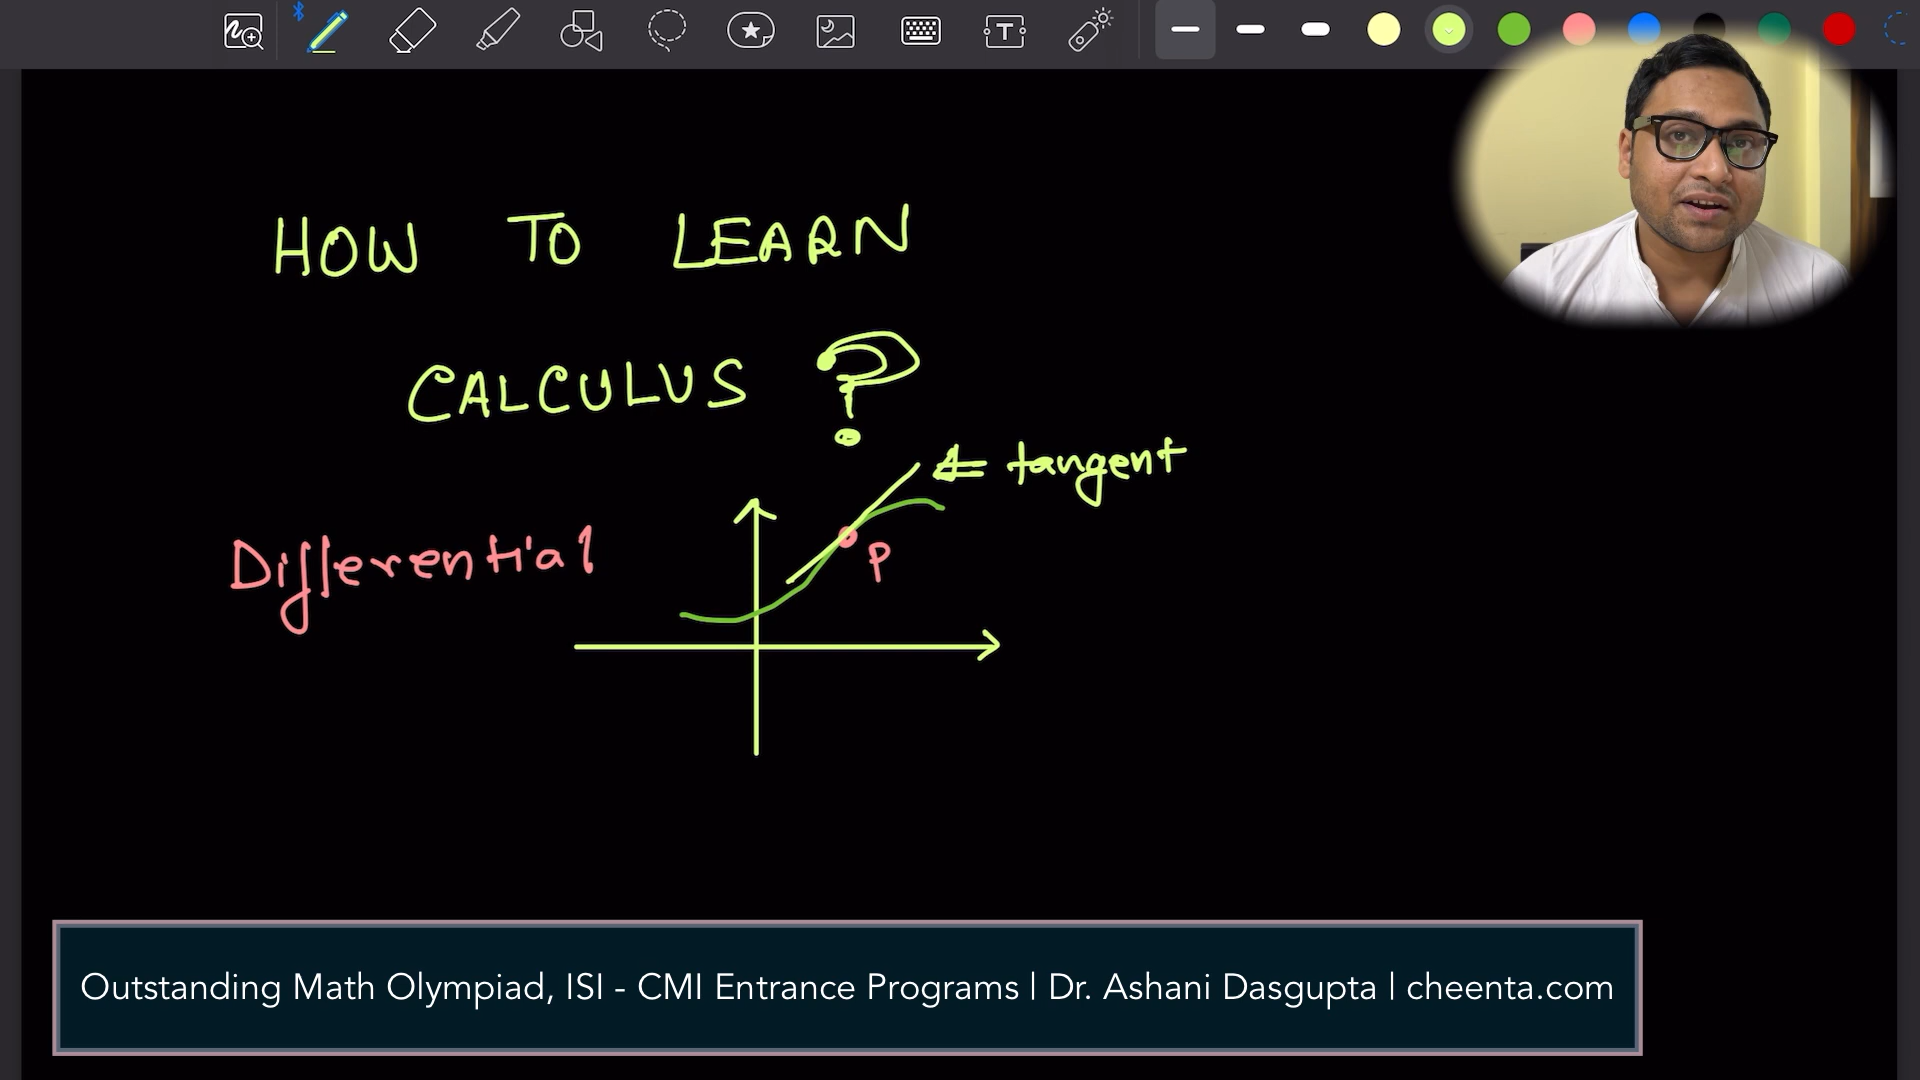 HOW TO LEARN
CALCULUS ?
tangent
Differential
P
Outstanding Math Olympiad, ISI - CMI Entrance Programs | Dr. Ashani Dasgupta | cheenta.com